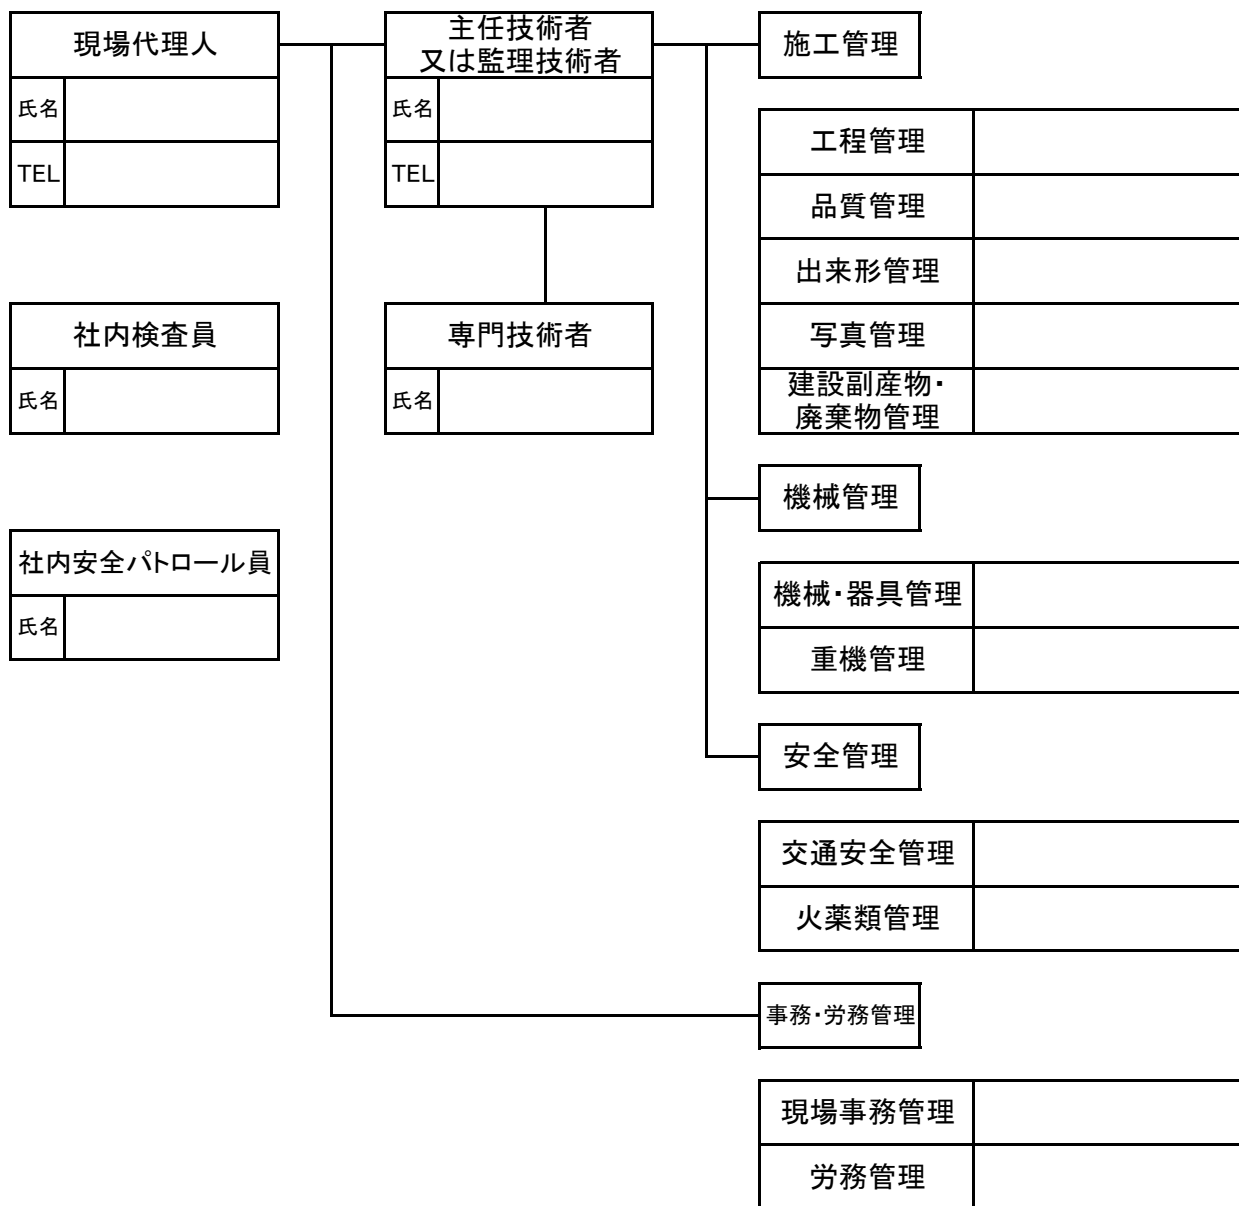 現場代理人
氏名
TEL
主任技術者
又は監理技術者
氏名
TEL
施工管理
工程管理
品質管理
出来形管理
写真管理
建設副産物・
廃棄物管理
社内検査員
氏名
専門技術者
氏名
機械管理
社内安全パトロール員
氏名
機械・器具管理
重機管理
安全管理
交通安全管理
火薬類管理
事務・労務管理
現場事務管理
労務管理